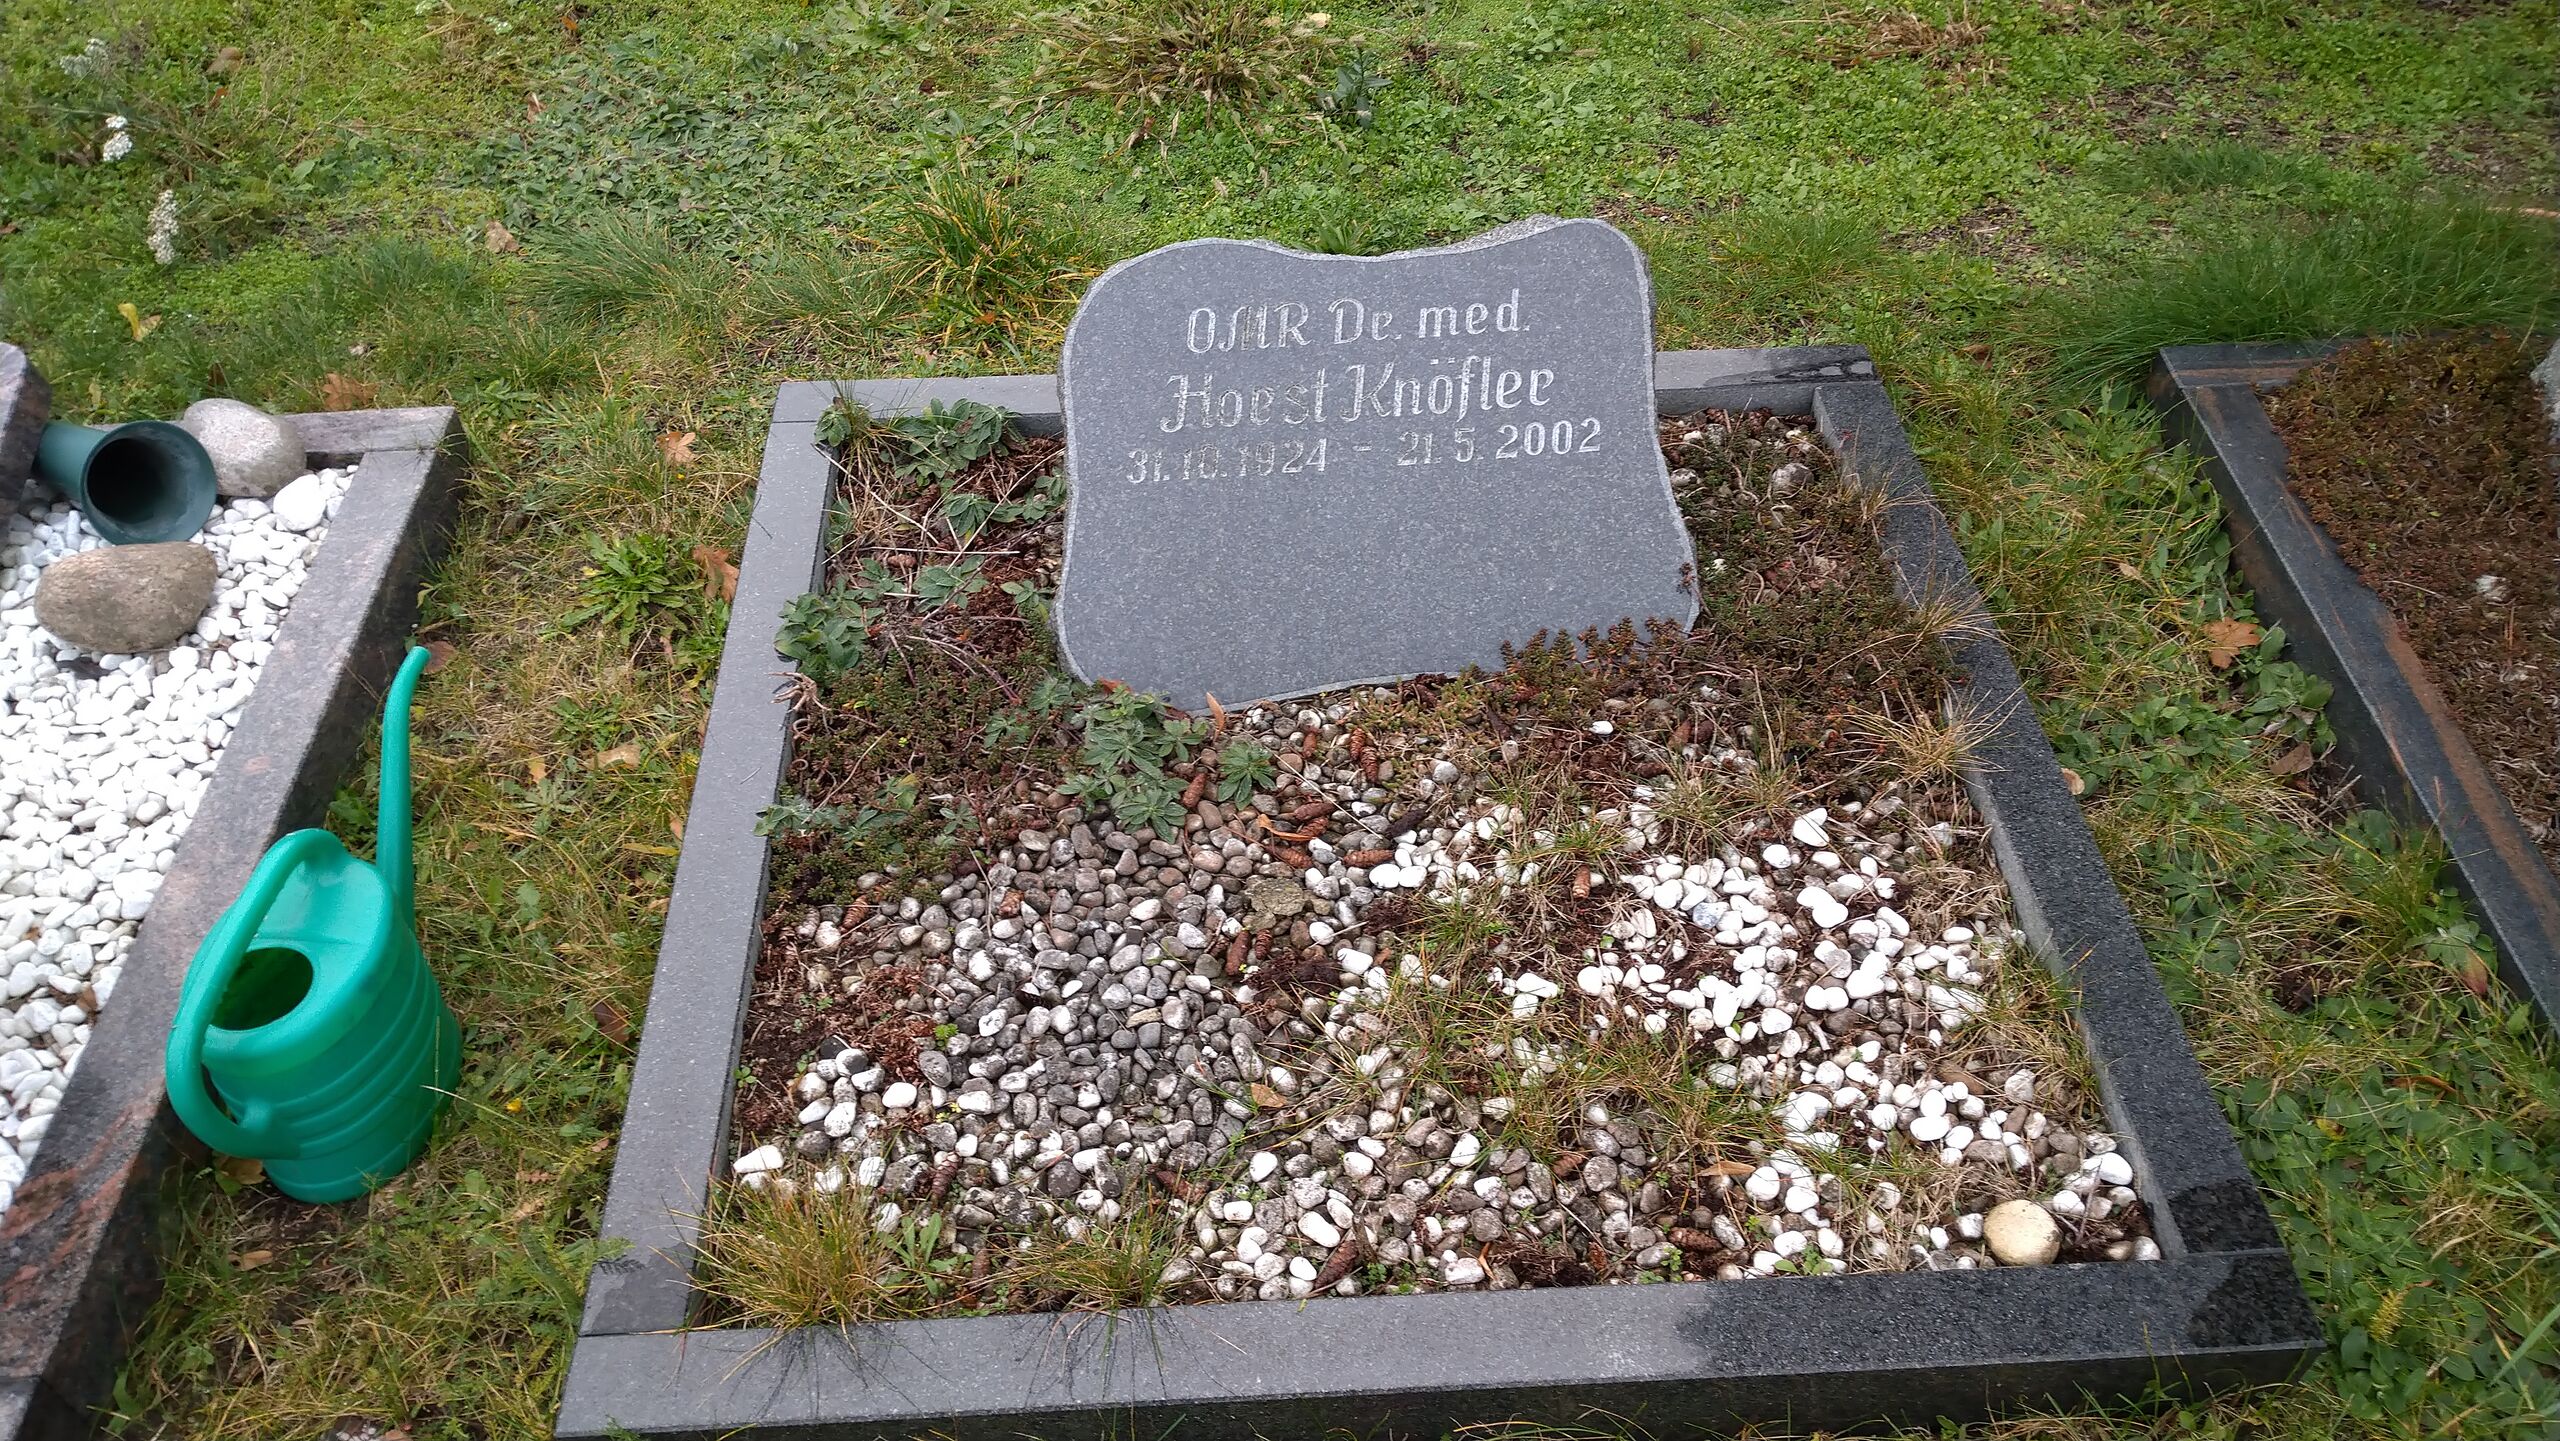 OMR Dr. med.
Horst Knöfler
31.10.1924 - 21.5.2002